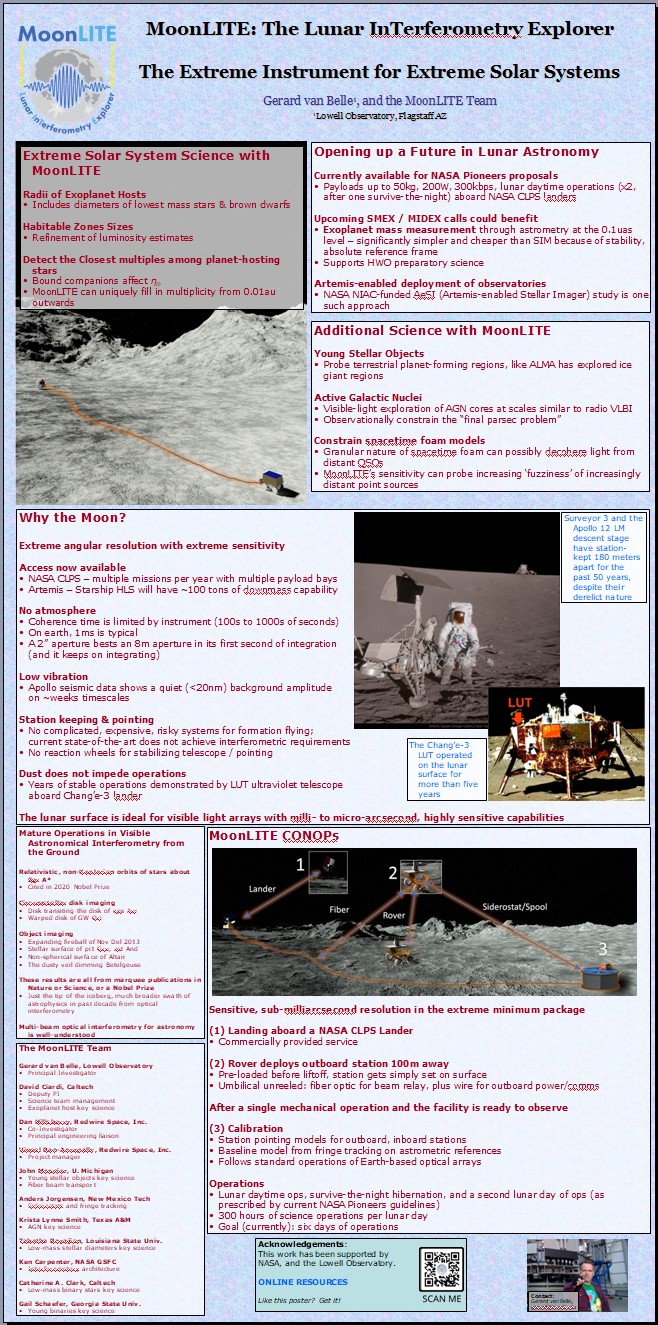 MoonLITE
Lunar InTerferometry Explorer
MoonLITE: The Lunar InTerferometry Explorer
The Extreme Instrument for Extreme Solar Systems
Gerard van Belle¹, and the MoonLITE Team
¹Lowell Observatory, Flagstaff AZ
Extreme Solar System Science with
MoonLITE
Radii of Exoplanet Hosts
• Includes diameters of lowest mass stars & brown dwarfs
Habitable Zones Sizes
• Refinement of luminosity estimates
Detect the Closest multiples among planet-hosting
stars
• Bound companions affect
• MoonLITE can uniquely fill in multiplicity from 0.01au
outwards
Opening up a Future in Lunar Astronomy
Currently available for NASA Pioneers proposals
• Payloads up to 50kg, 200W, 300kbps, lunar daytime operations (x2,
after one survive-the-night) aboard NASA CLPS landers
Upcoming SMEX / MIDEX calls could benefit
• Exoplanet mass measurement through astrometry at the 0.1uas
level – significantly simpler and cheaper than SIM because of stability,
absolute reference frame
• Supports HWO preparatory science
Artemis-enabled deployment of observatories
• NASA NIAC-funded AeSI (Artemis-enabled Stellar Imager) study is one
such approach
Additional Science with MoonLITE
Young Stellar Objects
• Probe terrestrial planet-forming regions, like ALMA has explored ice
giant regions
Active Galactic Nuclei
• Visible-light exploration of AGN cores at scales similar to radio VLBI
• Observationally constrain the "final parsec problem"
Constrain spacetime foam models
• Granular nature of spacetime foam can possibly decohere light from
distant QSOs
• MoonLITE's sensitivity can probe increasing 'fuzziness' of increasingly
distant point sources
Why the Moon?
Extreme angular resolution with extreme sensitivity
Access now available
• NASA CLPS – multiple missions per year with multiple payload bays
• Artemis – Starship HLS will have ~100 tons of downmass capability
No atmosphere
• Coherence time is limited by instrument (100s to 1000s of seconds)
• On earth, 1ms is typical
• A 2" aperture bests an 8m aperture in its first second of integration
(and it keeps on integrating)
Low vibration
• Apollo seismic data shows a quiet (<20nm) background amplitude
on ~weeks timescales
Station keeping & pointing
• No complicated, expensive, risky systems for formation flying;
current state-of-the-art does not achieve interferometric requirements
• No reaction wheels for stabilizing telescope / pointing
Dust does not impede operations
• Years of stable operations demonstrated by LUT ultraviolet telescope
aboard Chang'e-3 lander
The lunar surface is ideal for visible light arrays with milli- to micro-arcsecond, highly sensitive capabilities
Surveyor 3 and the
Apollo 12 LM
descent stage
have station-
kept 180 meters
apart for the
past 50 years,
despite their
derelict nature
LUT
The Chang'e-3
LUT operated
on the lunar
surface for
more than five
years
Mature Operations in Visible
Astronomical Interferometry from
the Ground
Relativistic, non-Keplerian orbits of stars about
Sgr A*
• Cited in 2020 Nobel Prize
Circumstellar disk imaging
• Disk transiting the disk of
• Warped disk of GW Ori
Object imaging
• Expanding fireball of Nov Del 2013
• Stellar surface of And
• Non-spherical surface of Altair
• The dusty veil dimming Betelgeuse
These results are all from marquee publications in
Nature or Science, or a Nobel Prize
• Just the tip of the iceberg, much broader swath of
astrophysics in past decade from optical
interferometry
Multi-beam optical interferometry for astronomy
is well-understood
The MoonLITE Team
Gerard van Belle, Lowell Observatory
• Principal Investigator
David Ciardi, Caltech
• Deputy PI
• Science team management
• Exoplanet host key science
Dan Redwire Space, Inc.
• Co-Investigator
• Principal engineering liaison
Redwire Space, Inc.
• Project manager
John Monnier, U. Michigan
• Young stellar objects key science
• Fiber beam transport
Anders Jorgensen, New Mexico Tech
• and fringe tracking
Krista Lynne Smith, Texas A&M
• AGN key science
Tabetha Boyajian, Louisiana State Univ.
• Low-mass stellar diameters key science
Ken Carpenter, NASA GSFC
• architecture
Catherine A. Clark, Caltech
• Low-mass binary stars key science
Gail Schaefer, Georgia State Univ.
• Young binaries key science
MoonLITE CONOPs
1
2
3
Lander
Fiber
Rover
Siderostat/Spool
Sensitive, sub-milliarcsecond resolution in the extreme minimum package
(1) Landing aboard a NASA CLPS Lander
• Commercially provided service
(2) Rover deploys outboard station 100m away
• Pre-loaded before liftoff, station gets simply set on surface
• Umbilical unreeled: fiber optic for beam relay, plus wire for outboard power/comms
After a single mechanical operation and the facility is ready to observe
(3) Calibration
• Station pointing models for outboard, inboard stations
• Baseline model from fringe tracking on astrometric references
• Follows standard operations of Earth-based optical arrays
Operations
• Lunar daytime ops, survive-the-night hibernation, and a second lunar day of ops (as
prescribed by current NASA Pioneers guidelines)
• 300 hours of science operations per lunar day
• Goal (currently): six days of operations
Acknowledgements:
This work has been supported by
NASA, and the Lowell Observatory.
ONLINE RESOURCES
Like this poster? Get it!
SCAN ME
Contact:
Gerard van Belle,